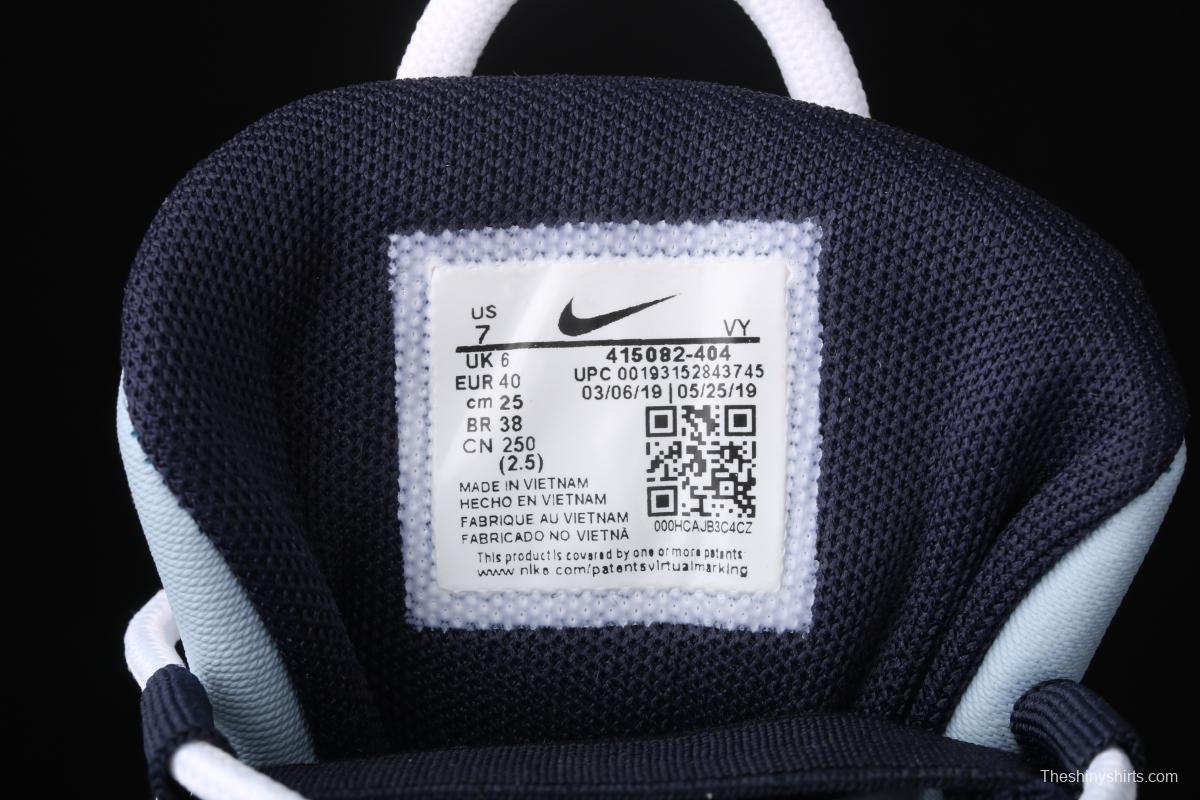 US
7
VY
UK 6
EUR 40
cm 25
BR 38
CN 250
(2.5)
415082-404
UPC 00193152843745
03/06/19 | 05/25/19
000HCAJB3C4CZ
MADE IN VIETNAM
HECHO EN VIETNAM
FABRIQUE AU VIETNAM
FABRICADO NO VIETNÃ
This product is covered by one or more patents
www nike com/patentsvirtualmarking
Theshinyshirts.com